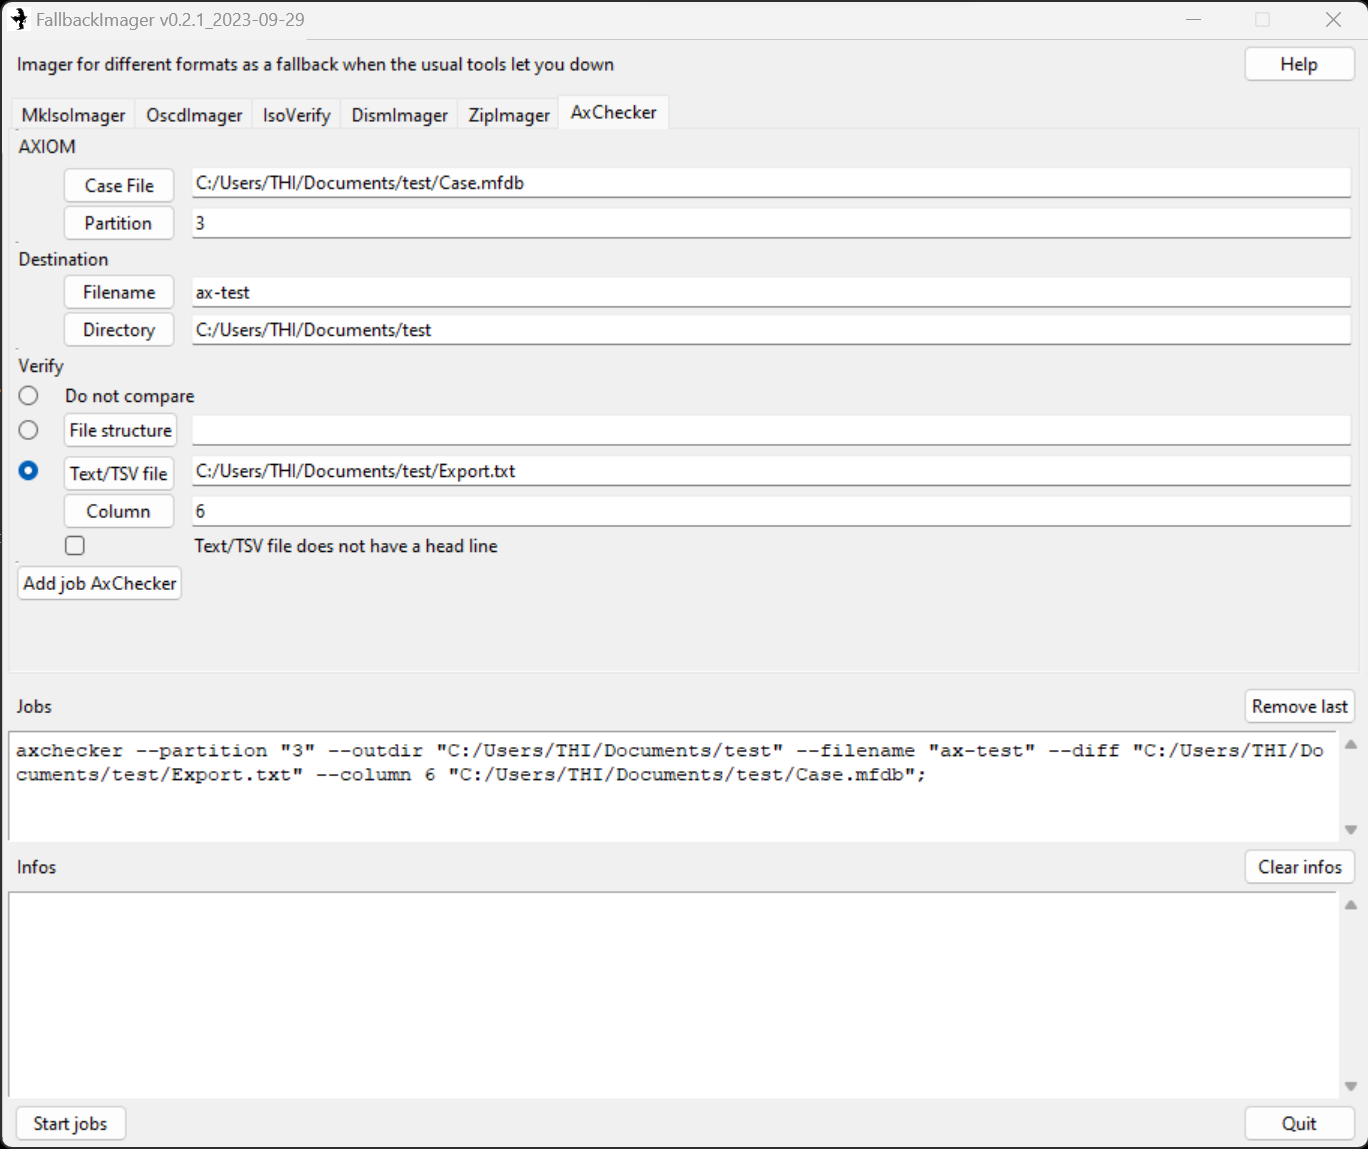 FallbackImager v0.2.1_2023-09-29
Imager for different formats as a fallback when the usual tools let you down
Help
MkIsoImager OscdImager IsoVerify DismImager ZipImager AxChecker
AXIOM
Case File C:/Users/THI/Documents/test/Case.mfdb
Partition 3
Destination
Filename ax-test
Directory C:/Users/THI/Documents/test
Verify
Do not compare
File structure
Text/TSV file C:/Users/THI/Documents/test/Export.txt
Column 6
Text/TSV file does not have a head line
Add job AxChecker
Jobs
Remove last
axchecker --partition "3" --outdir "C:/Users/THI/Documents/test" --filename "ax-test" --diff "C:/Users/THI/Do
cuments/test/Export.txt" --column 6 "C:/Users/THI/Documents/test/Case.mfdb";
Infos
Clear infos
Start jobs
Quit